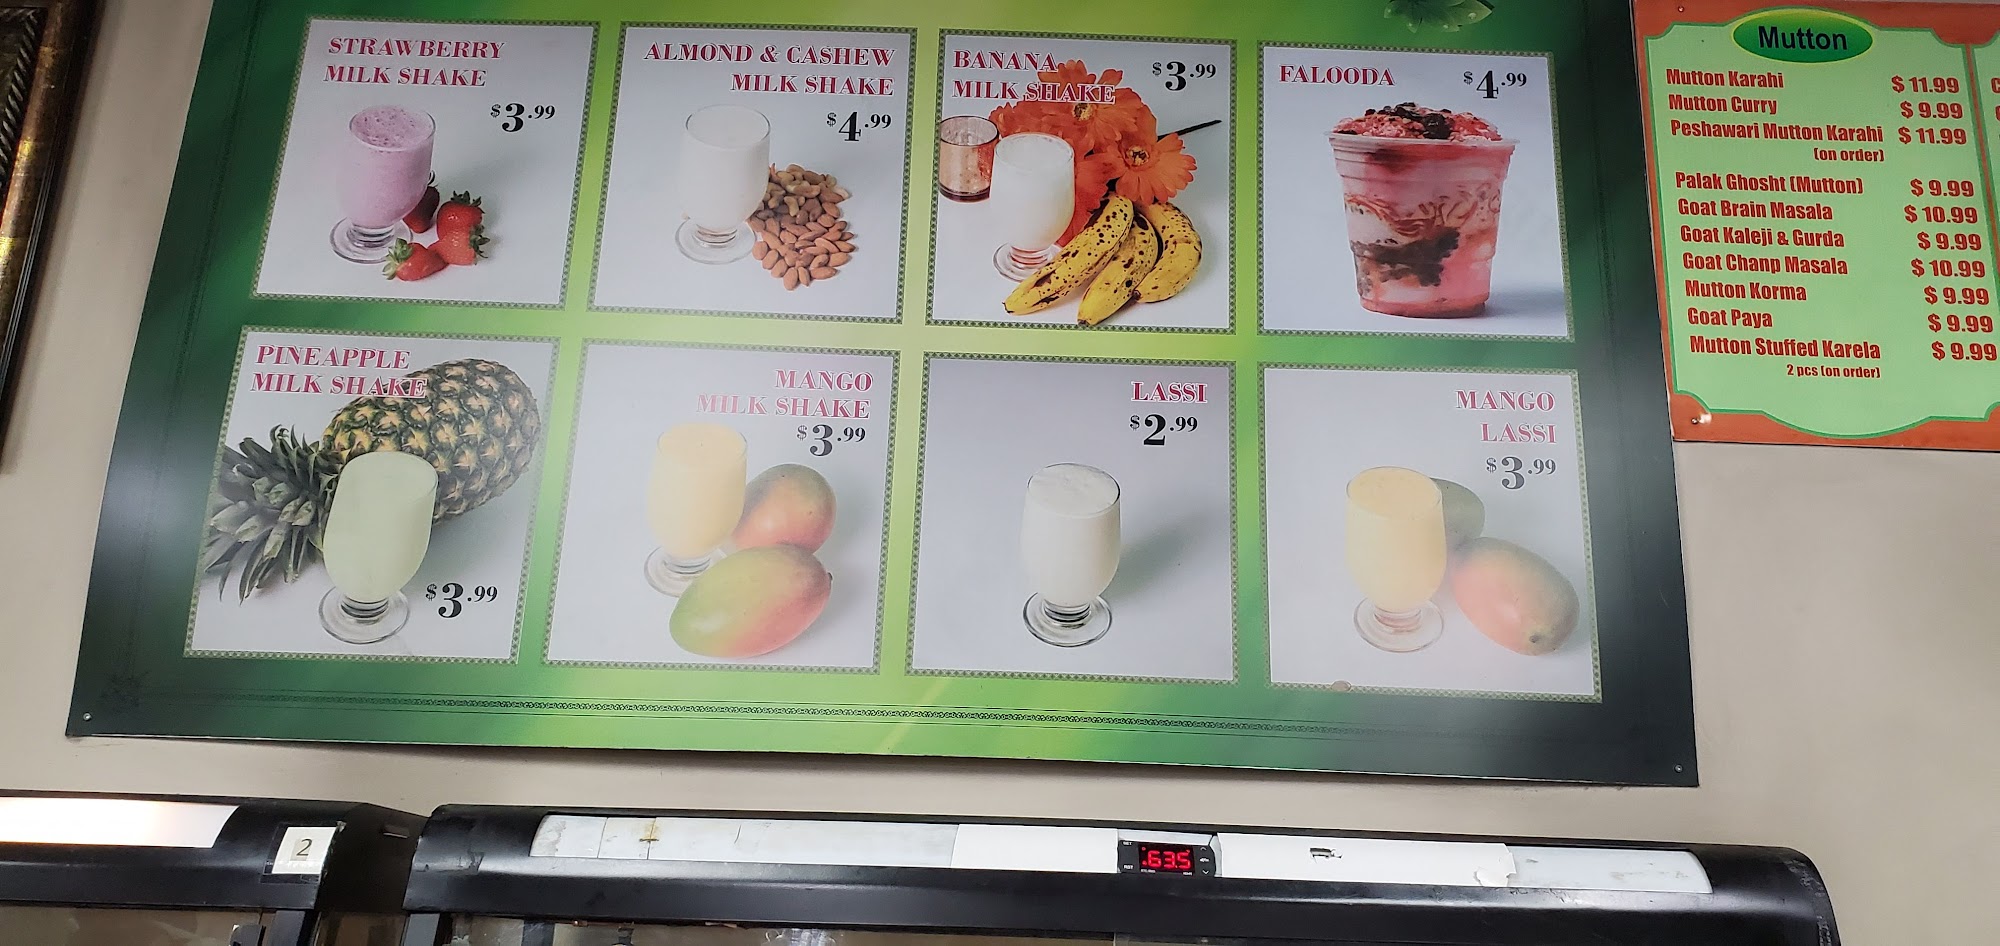 STRAWBERRY
MILK SHAKE
$3.99
ALMOND & CASHEW
MILK SHAKE
$4.99
BANANA
MILK SHAKE
$3.99
FALOODA
$4.99
PINEAPPLE
MILK SHAKE
$3.99
MANGO
MILK SHAKE
$3.99
LASSI
$2.99
MANGO
LASSI
$3.99
Mutton
Mutton Karahi $ 11.99
Mutton Curry $ 9.99
Peshawari Mutton Karahi $ 11.99
(on order)
Palak Ghosht (Mutton) $ 9.99
Goat Brain Masala $ 10.99
Goat Kaleji & Gurda $ 9.99
Goat Chanp Masala $ 10.99
Mutton Korma $ 9.99
Goat Paya $ 9.99
Mutton Stuffed Karela $ 9.99
2 pcs (on order)
2
63.5